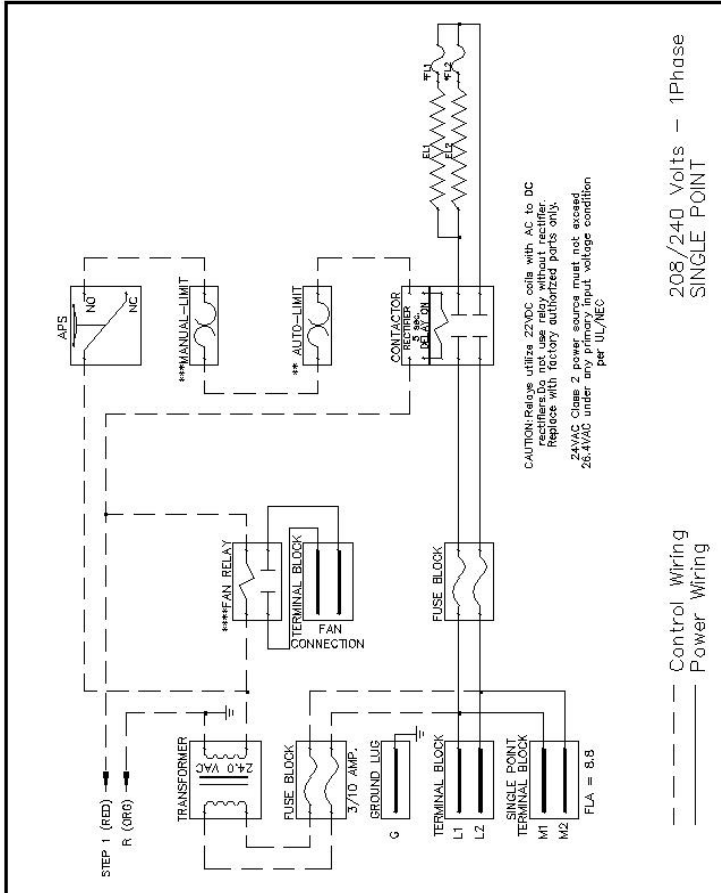 STEP 1 (RED)
R (ORG)
TRANSFORMER
24.0 VAC
FUSE BLOCK
3/10 AMP.
GROUND LUG
G
TERMINAL BLOCK
L1
L2
SINGLE POINT
TERMINAL BLOCK
M1
M2
FLA = 8.8
****FAN RELAY
TERMINAL BLOCK
FAN
CONNECTION
FUSE BLOCK
APS
NO
NC
***MANUAL-LIMIT
** AUTO-LIMIT
CONTACTOR
RECTIFIER
5 sec.
DELAY ON
EL1
EL2
*FL1
*FL2
CAUTION: Relays utilize 22VDC coils with AC to DC
rectifiers.Do not use relay without rectifier.
Replace with factory authorized parts only.
24VAC Class 2 power source must not exceed
26.4VAC under any primary input voltage condition
per UL/NEC
Control Wiring
Power Wiring
208/240 Volts - 1Phase
SINGLE POINT